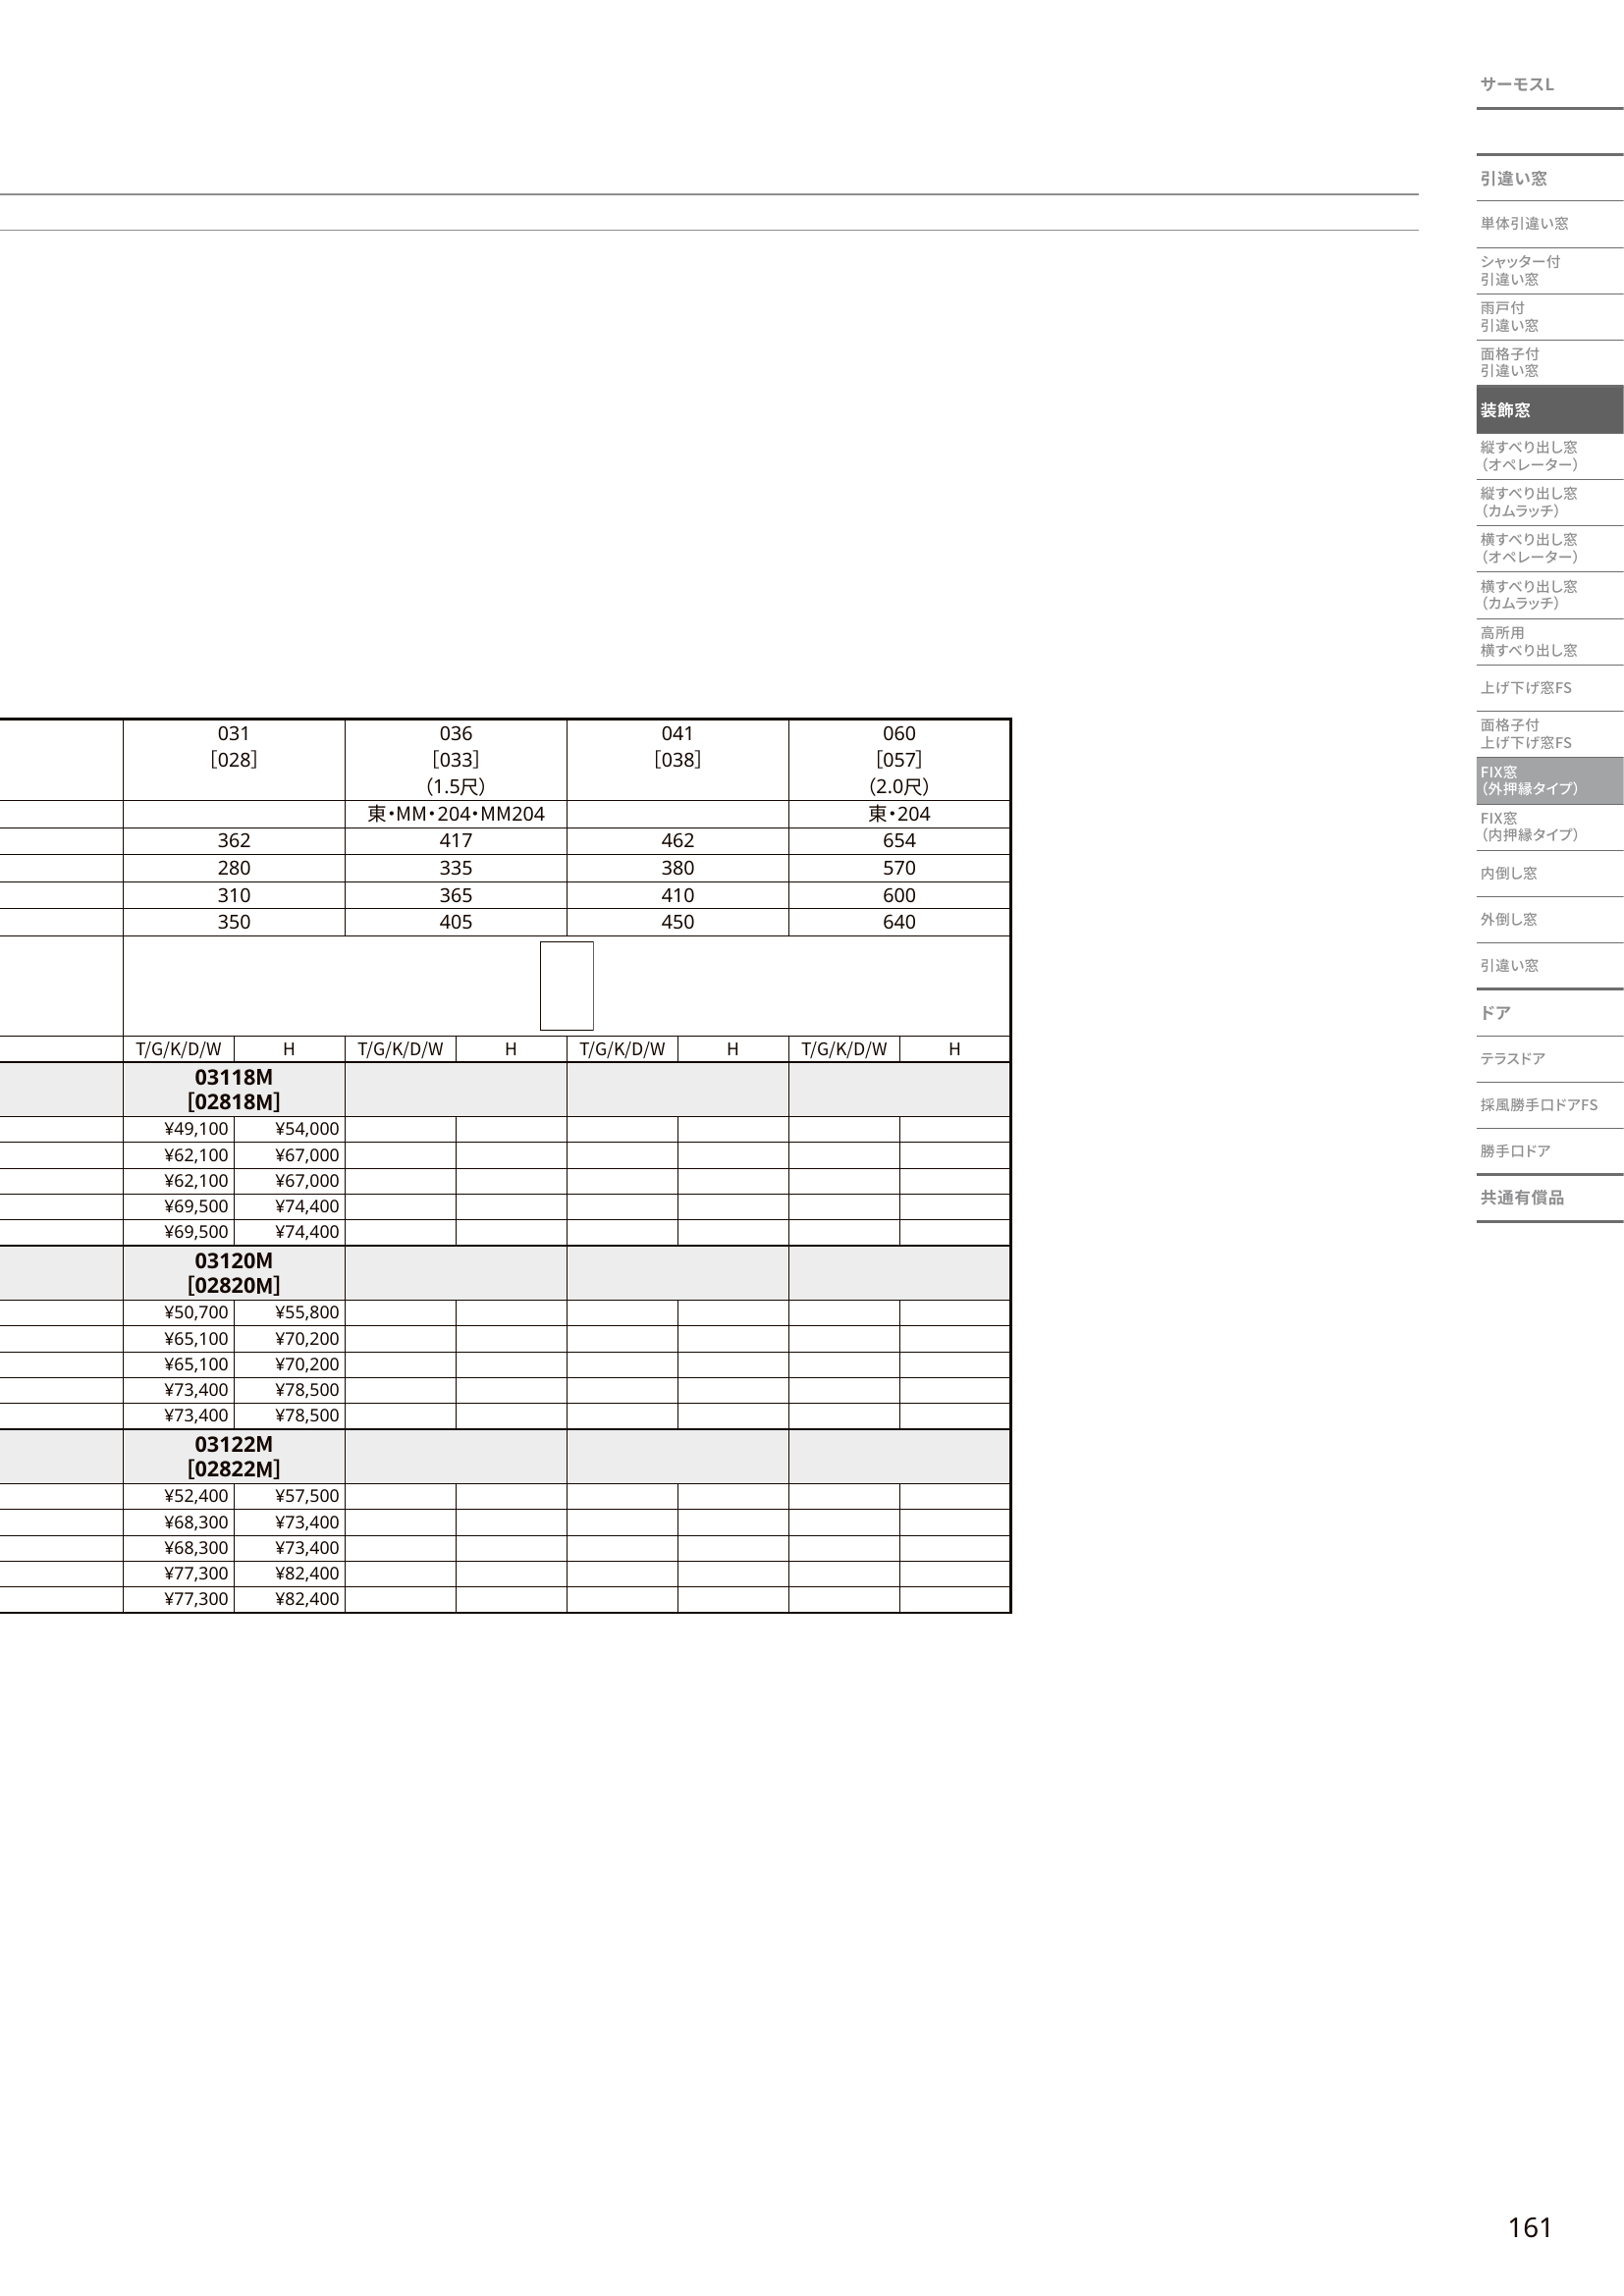 サーモスL
引違い窓
単体引違い窓
シャッター付
引違い窓
雨戸付
引違い窓
面格子付
引違い窓
装飾窓
縦すべり出し窓
（オペレーター）
縦すべり出し窓
（カムラッチ）
横すべり出し窓
（オペレーター）
横すべり出し窓
（カムラッチ）
高所用
横すべり出し窓
上げ下げ窓FS
面格子付
上げ下げ窓FS
FIX窓
（外押縁タイプ）
FIX窓
（内押縁タイプ）
内倒し窓
外倒し窓
引違い窓
ドア
テラスドア
採風勝手口ドアFS
勝手口ドア
共通有償品
031 036 041 060
［028］ ［033］ ［038］ ［057］
（1.5尺） （2.0尺）
東・MM・204・MM204 東・204
362 417 462 654
280 335 380 570
310 365 410 600
350 405 450 640
T/G/K/D/W H T/G/K/D/W H T/G/K/D/W H T/G/K/D/W H
03118M
［02818M］
¥49,100 ¥54,000
¥62,100 ¥67,000
¥62,100 ¥67,000
¥69,500 ¥74,400
¥69,500 ¥74,400
03120M
［02820M］
¥50,700 ¥55,800
¥65,100 ¥70,200
¥65,100 ¥70,200
¥73,400 ¥78,500
¥73,400 ¥78,500
03122M
［02822M］
¥52,400 ¥57,500
¥68,300 ¥73,400
¥68,300 ¥73,400
¥77,300 ¥82,400
¥77,300 ¥82,400
161